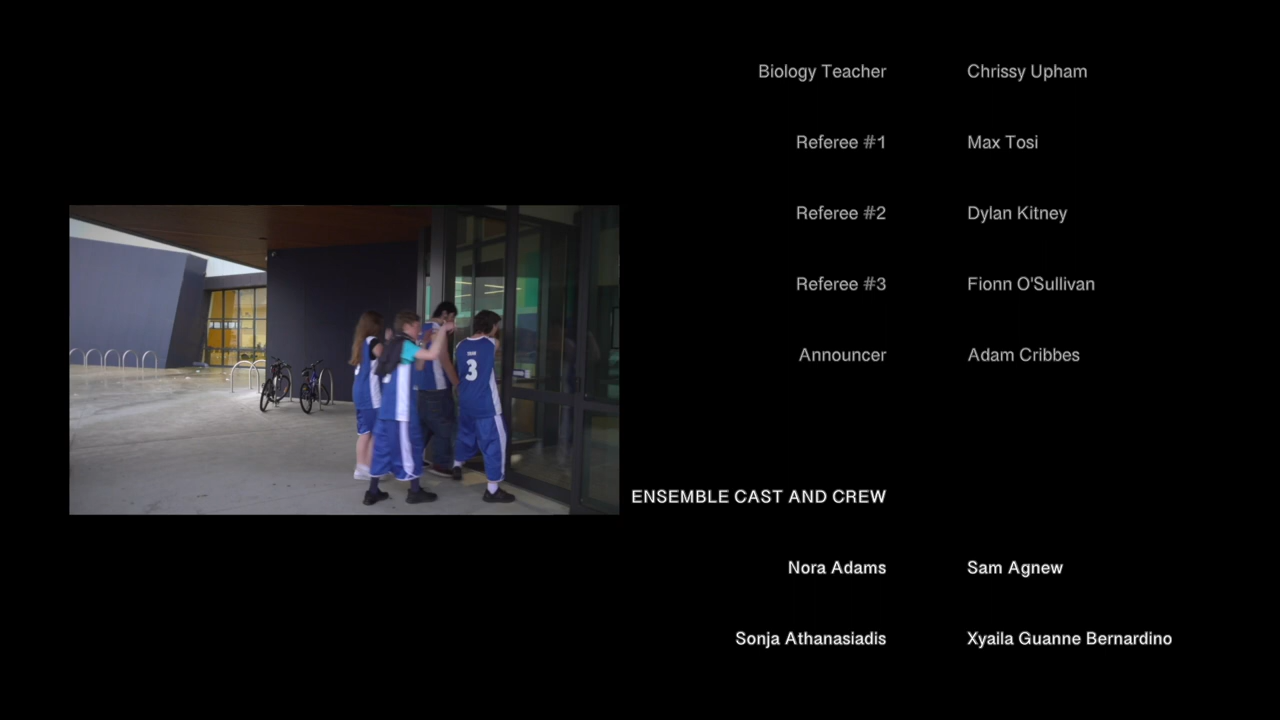 Biology Teacher Chrissy Upham
Referee #1 Max Tosi
Referee #2 Dylan Kitney
Referee #3 Fionn O'Sullivan
Announcer Adam Cribbes
3
ENSEMBLE CAST AND CREW
Nora Adams Sam Agnew
Sonja Athanasiadis Xyaila Guanne Bernardino